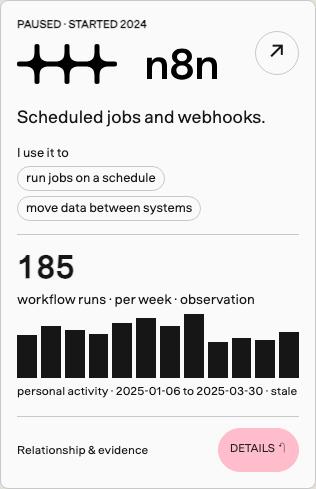 PAUSED · STARTED 2024
n8n
Scheduled jobs and webhooks.
I use it to
run jobs on a schedule
move data between systems
185
workflow runs · per week · observation
personal activity · 2025-01-06 to 2025-03-30 · stale
Relationship & evidence
DETAILS